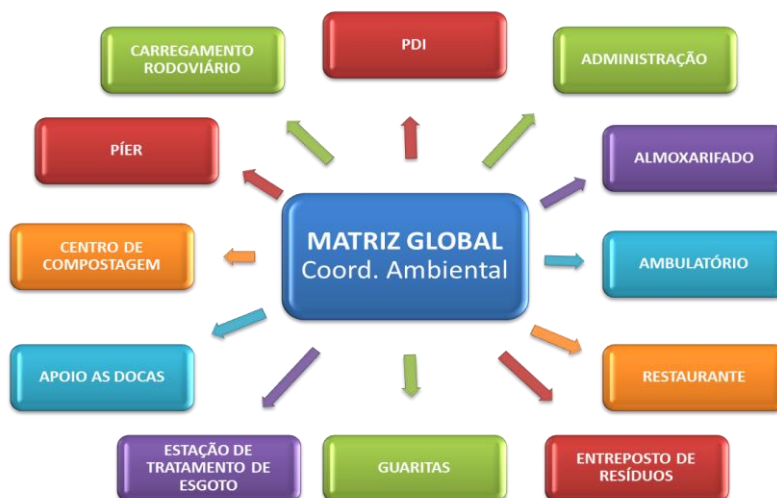 PDI
CARREGAMENTO
RODOVIÁRIO
ADMINISTRAÇÃO
PÍER
ALMOXARIFADO
MATRIZ GLOBAL
Coord. Ambiental
CENTRO DE
COMPOSTAGEM
AMBULATÓRIO
APOIO AS DOCAS
RESTAURANTE
ESTAÇÃO DE
TRATAMENTO DE
ESGOTO
GUARITAS
ENTREPOSTO DE
RESÍDUOS